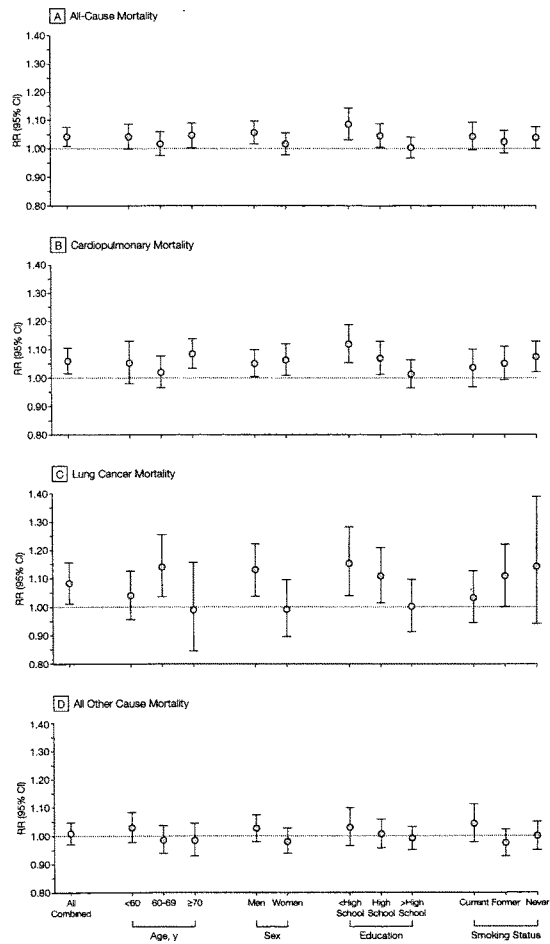 A All-Cause Mortality
1.40
1.30
1.20
1.10
1.00
0.90
0.80
RR (95% CI)
B Cardiopulmonary Mortality
1.40
1.30
1.20
1.10
1.00
0.90
0.80
RR (95% CI)
C Lung Cancer Mortality
1.40
1.30
1.20
1.10
1.00
0.90
0.80
RR (95% CI)
D All Other Cause Mortality
1.40
1.30
1.20
1.10
1.00
0.90
0.80
RR (95% CI)
All Combined <60 60-69 ≥70 Men Women <High School High School >High School Current Former Never
Age, y Sex Education Smoking Status